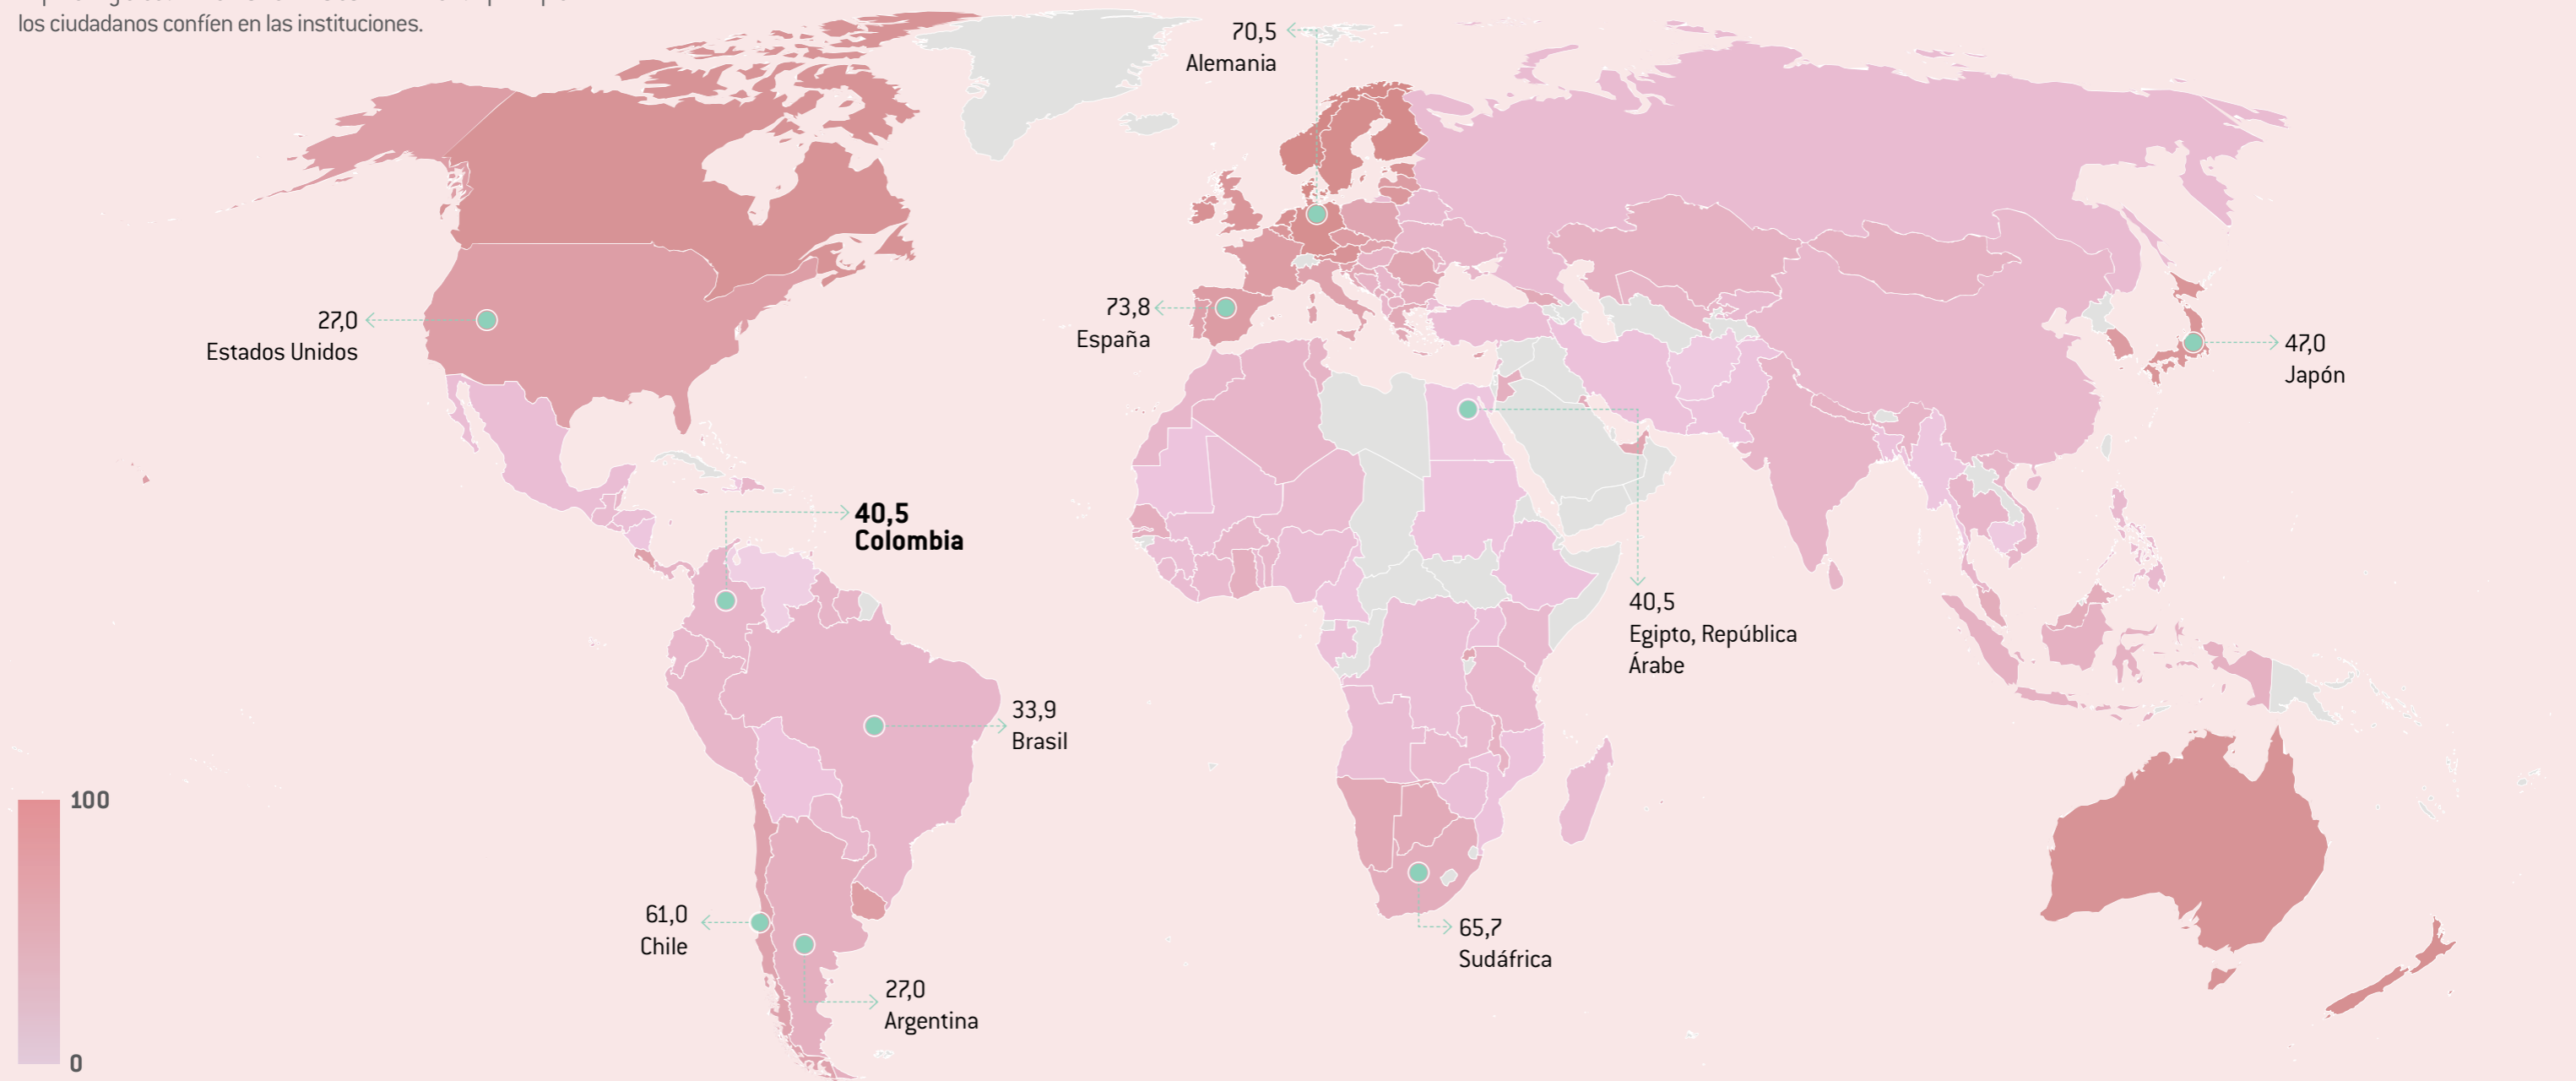 los ciudadanos confíen en las instituciones.
70,5
Alemania
27,0
Estados Unidos
73,8
España
47,0
Japón
40,5
Colombia
40,5
Egipto, República
Árabe
33,9
Brasil
100
0
61,0
Chile
65,7
Sudáfrica
27,0
Argentina